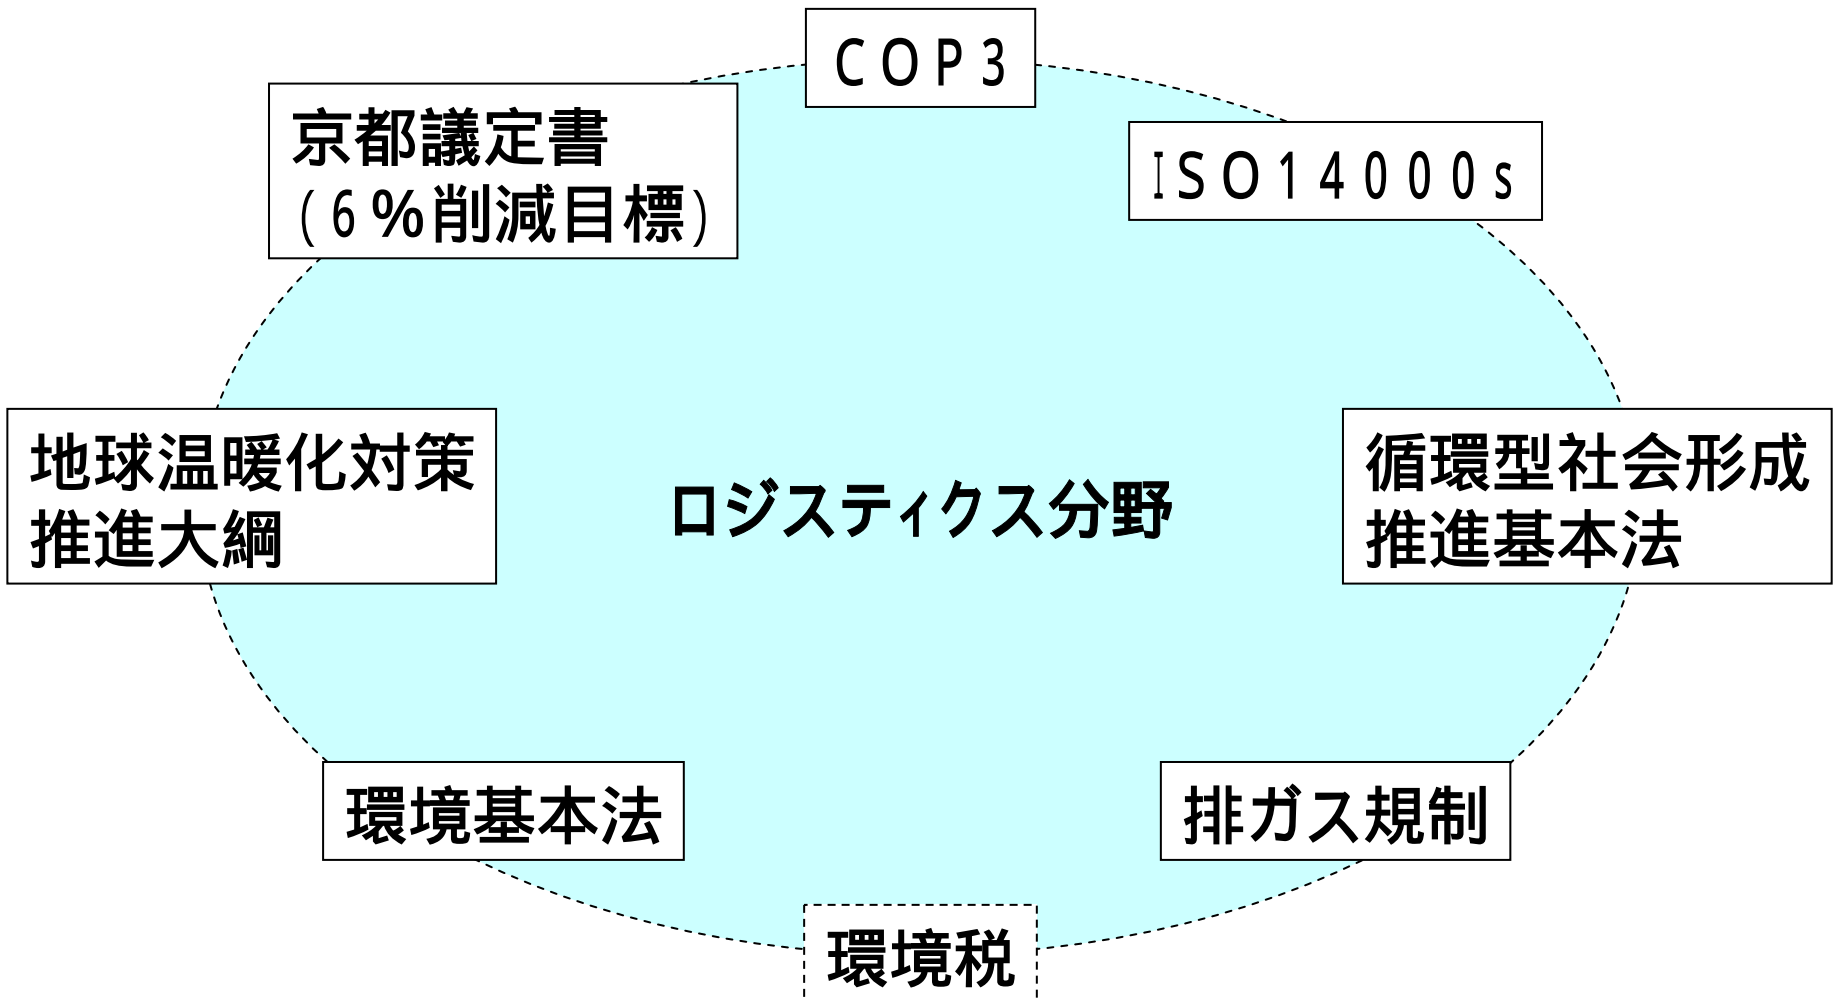 ＣＯＰ３
京都議定書
（６％削減目標）
ＩＳＯ１４０００ｓ
地球温暖化対策
推進大綱
ロジスティクス分野
循環型社会形成
推進基本法
環境基本法
排ガス規制
環境税